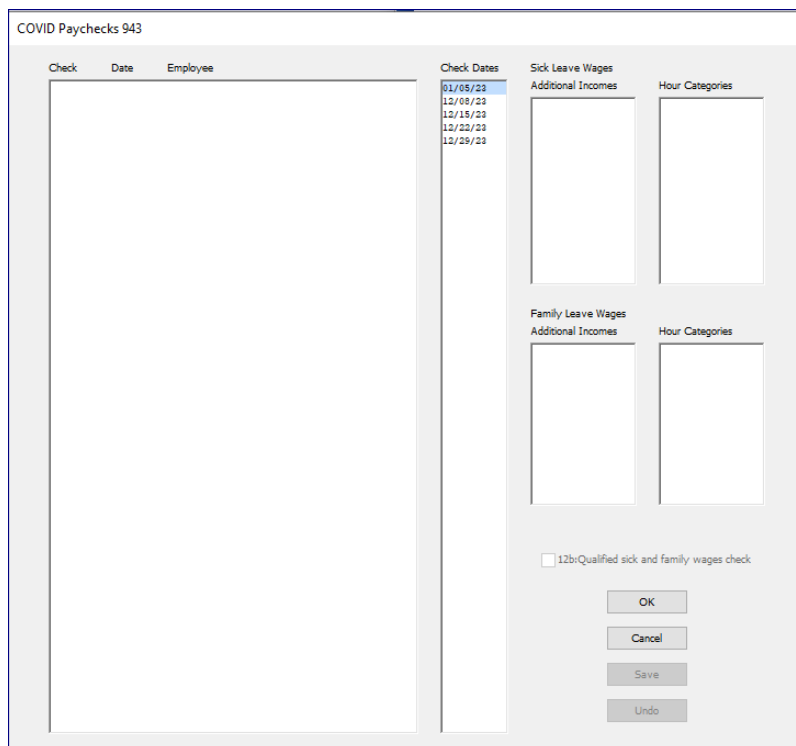 COVID Paychecks 943
Check Date Employee
Check Dates
01/05/23
12/08/23
12/15/23
12/22/23
12/29/23
Sick Leave Wages
Additional Incomes Hour Categories
Family Leave Wages
Additional Incomes Hour Categories
12b:Qualified sick and family wages check
OK
Cancel
Save
Undo